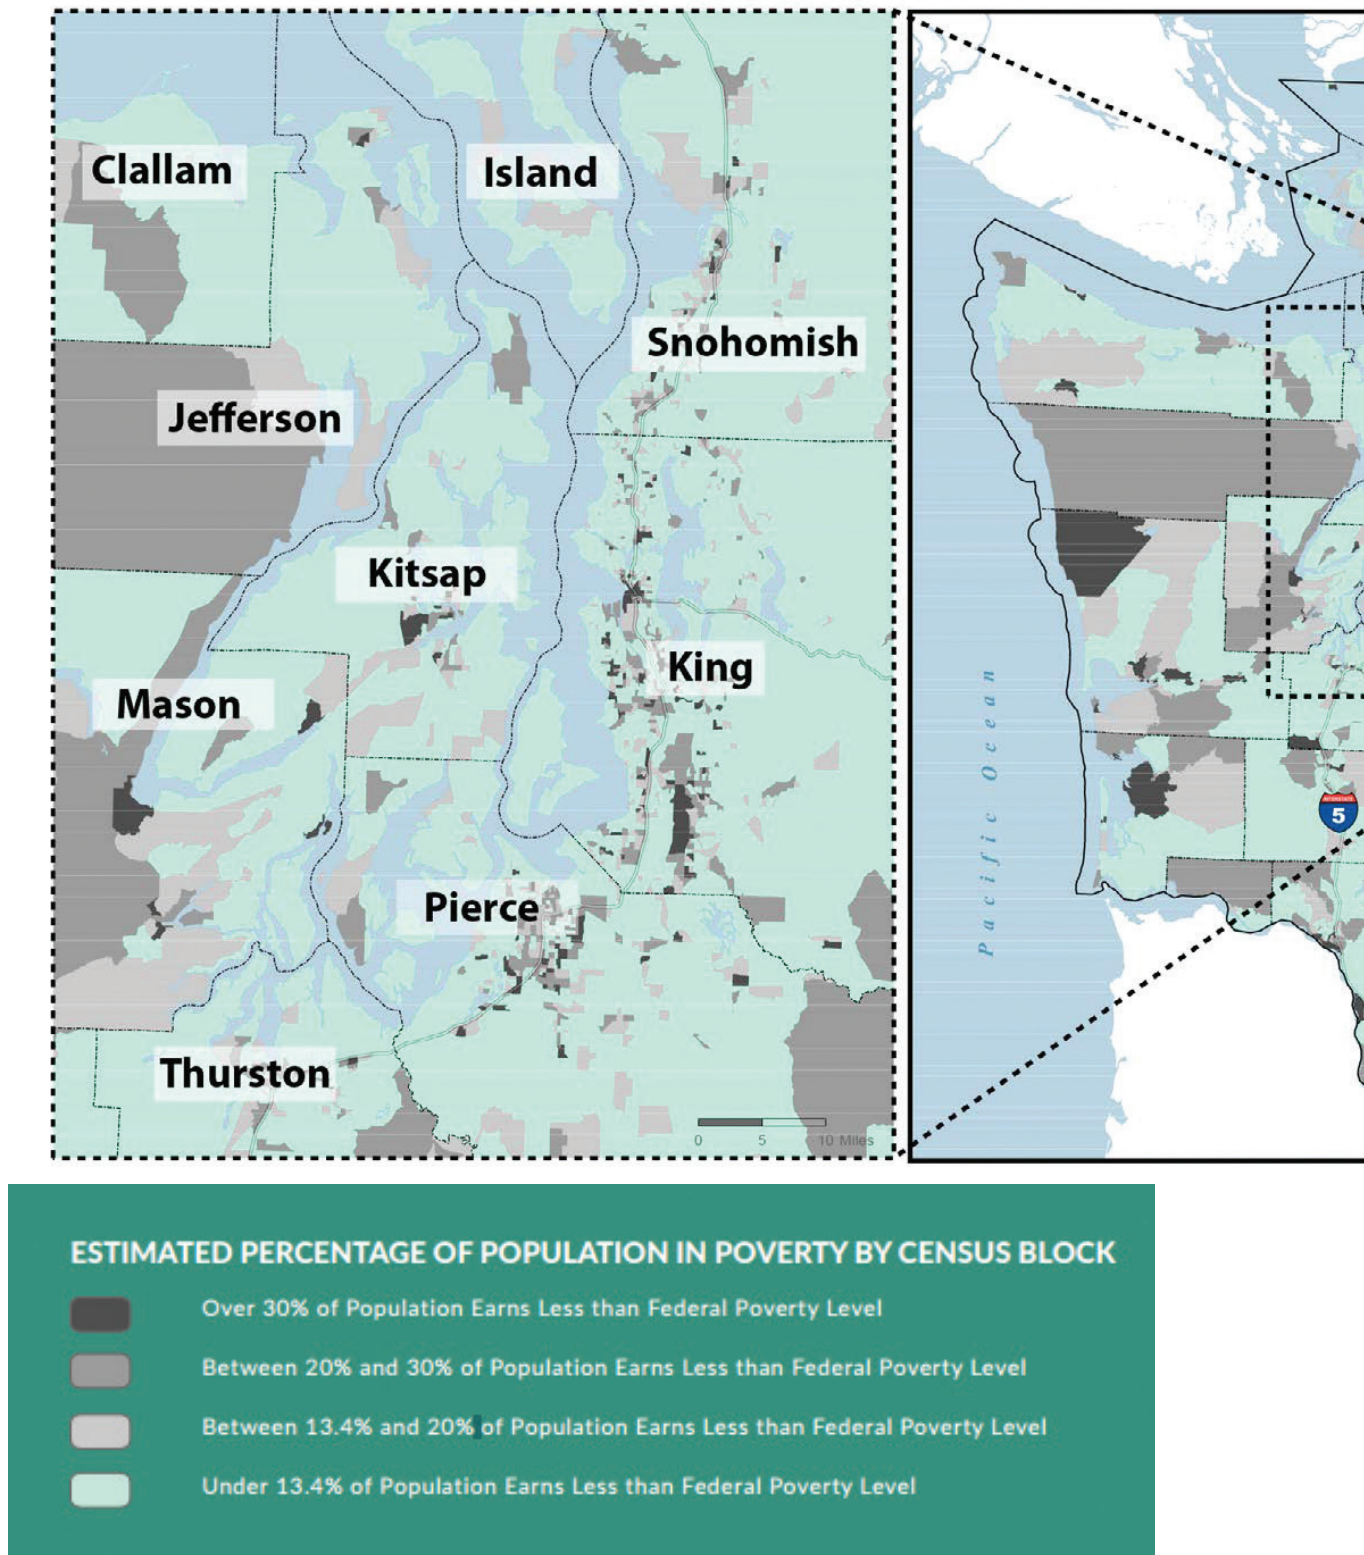 Clallam
Island
Snohomish
Jefferson
Kitsap
King
Mason
Pierce
Thurston
0 5 10 Miles
Pacific Ocean
INTERSTATE
5
ESTIMATED PERCENTAGE OF POPULATION IN POVERTY BY CENSUS BLOCK
Over 30% of Population Earns Less than Federal Poverty Level
Between 20% and 30% of Population Earns Less than Federal Poverty Level
Between 13.4% and 20% of Population Earns Less than Federal Poverty Level
Under 13.4% of Population Earns Less than Federal Poverty Level